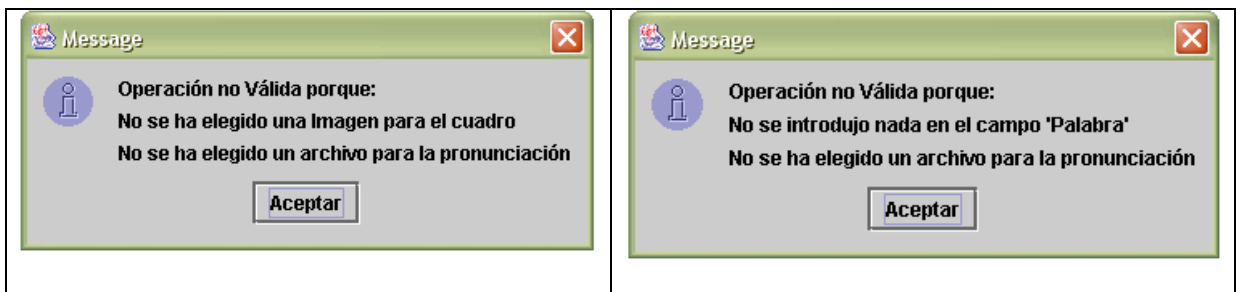 Message
Operación no Válida porque:
No se ha elegido una Imagen para el cuadro
No se ha elegido un archivo para la pronunciación
Aceptar
Message
Operación no Válida porque:
No se introdujo nada en el campo 'Palabra'
No se ha elegido un archivo para la pronunciación
Aceptar